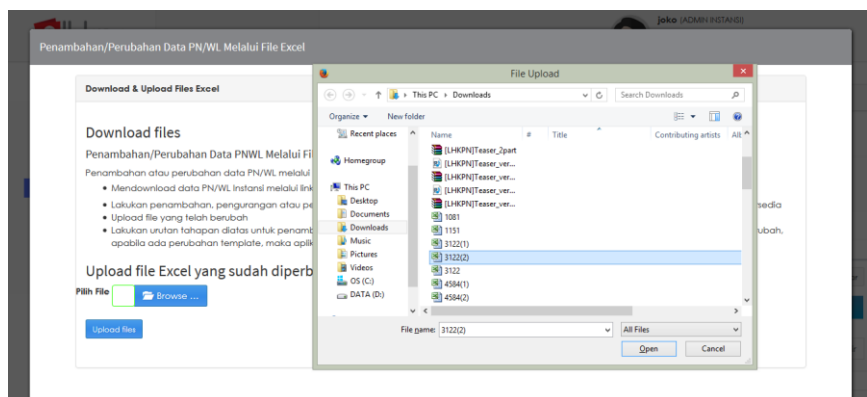 joko (ADMIN INSTANSI)
Penambahan/Perubahan Data PN/WL Melalui File Excel
Download & Upload Files Excel
Download files
Penambahan/Perubahan Data PNWL Melalui Fi
Penambahan atau perubahan data PN/WL melalui
Mendownload data PN/WL Instansi melalui link
Lakukan penambahan, pengurangan atau pe
sedia
Upload file yang telah berubah
Lakukan urutan tahapan diatas untuk penamb
ubah,
apabila ada perubahan template, maka aplik
Upload file Excel yang sudah diperb
Pilih File
Browse ...
Upload files
File Upload
This PC
Downloads
Search Downloads
Organize
New folder
Recent places
Homegroup
This PC
Desktop
Documents
Downloads
Music
Pictures
Videos
OS (C:)
DATA (D:)
Name
#
Title
Contributing artists
Alb
[LHKPN]Teaser_2part
[LHKPN]Teaser_ver...
[LHKPN]Teaser_ver...
[LHKPN]Teaser_ver...
[LHKPN]Teaser_ver...
1081
1151
3122(1)
3122(2)
3122
4584(1)
4584(2)
File name:
3122(2)
All Files
Open
Cancel